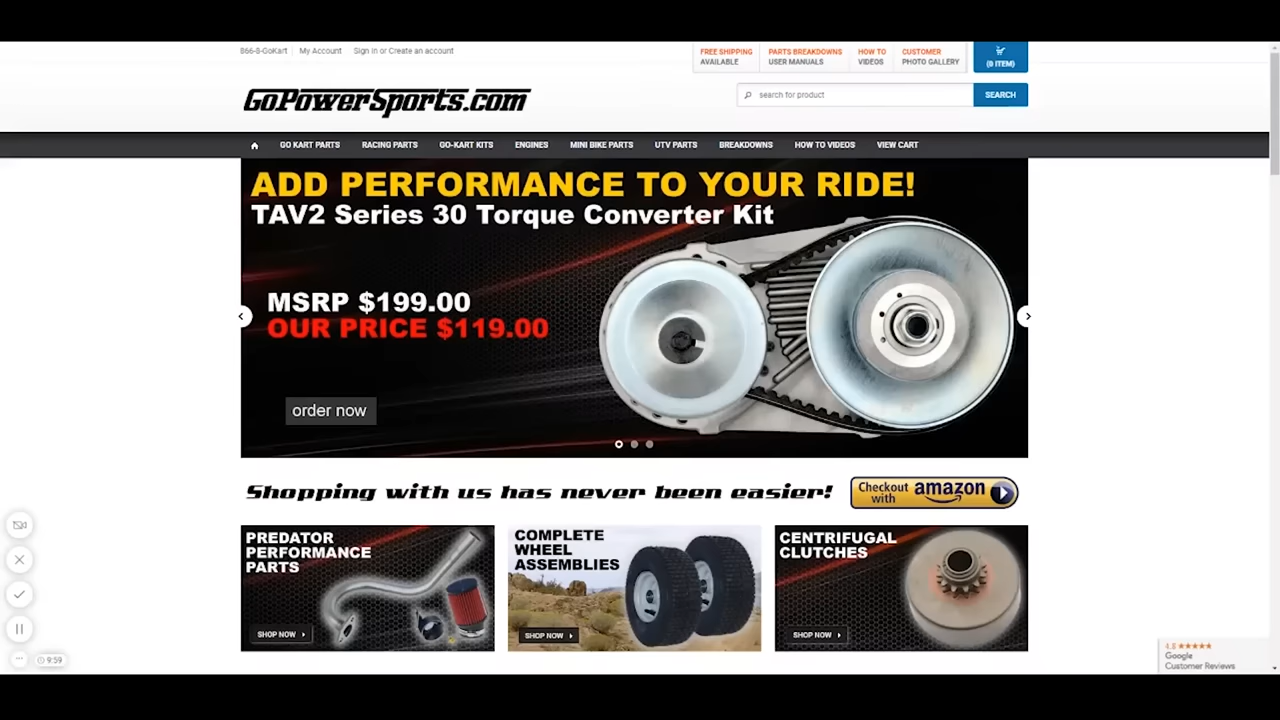 866-8-GoKart
My Account
Sign in or Create an account
FREE SHIPPING
AVAILABLE
PARTS BREAKDOWNS
USER MANUALS
HOW TO
VIDEOS
CUSTOMER
PHOTO GALLERY
(0 ITEM)
GoPowerSports.com
search for product
SEARCH
GO KART PARTS
RACING PARTS
GO-KART KITS
ENGINES
MINI BIKE PARTS
UTV PARTS
BREAKDOWNS
HOW TO VIDEOS
VIEW CART
ADD PERFORMANCE TO YOUR RIDE!
TAV2 Series 30 Torque Converter Kit
MSRP $199.00
OUR PRICE $119.00
order now
Shopping with us has never been easier!
Checkout
with amazon
PREDATOR
PERFORMANCE
PARTS
SHOP NOW
COMPLETE
WHEEL
ASSEMBLIES
SHOP NOW
CENTRIFUGAL
CLUTCHES
SHOP NOW
9:59
4.8
Google
Customer Reviews